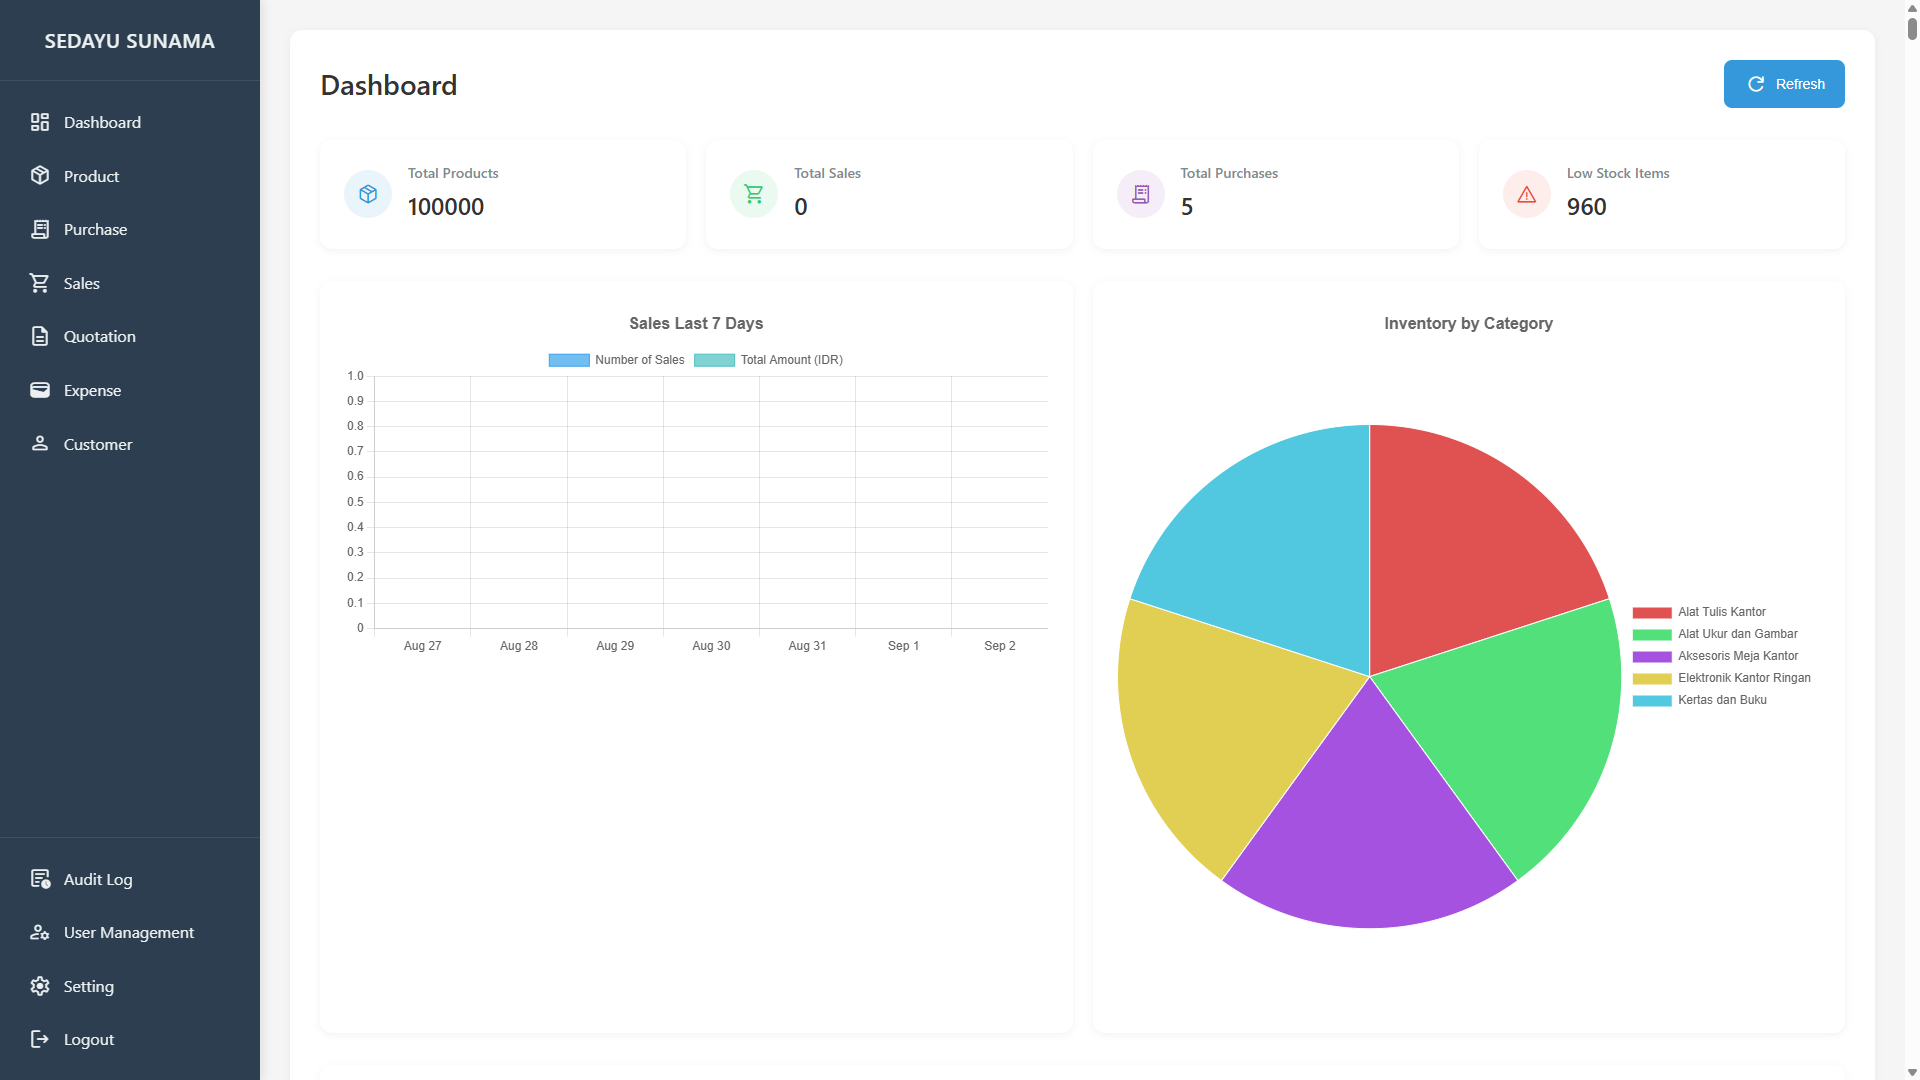 SEDAYU SUNAMA
Dashboard
Product
Purchase
Sales
Quotation
Expense
Customer
Audit Log
User Management
Setting
Logout
Dashboard
Refresh
Total Products
100000
Total Sales
0
Total Purchases
5
Low Stock Items
960
Sales Last 7 Days
Number of Sales
Total Amount (IDR)
1.0
0.9
0.8
0.7
0.6
0.5
0.4
0.3
0.2
0.1
0
Aug 27
Aug 28
Aug 29
Aug 30
Aug 31
Sep 1
Sep 2
Inventory by Category
Alat Tulis Kantor
Alat Ukur dan Gambar
Aksesoris Meja Kantor
Elektronik Kantor Ringan
Kertas dan Buku